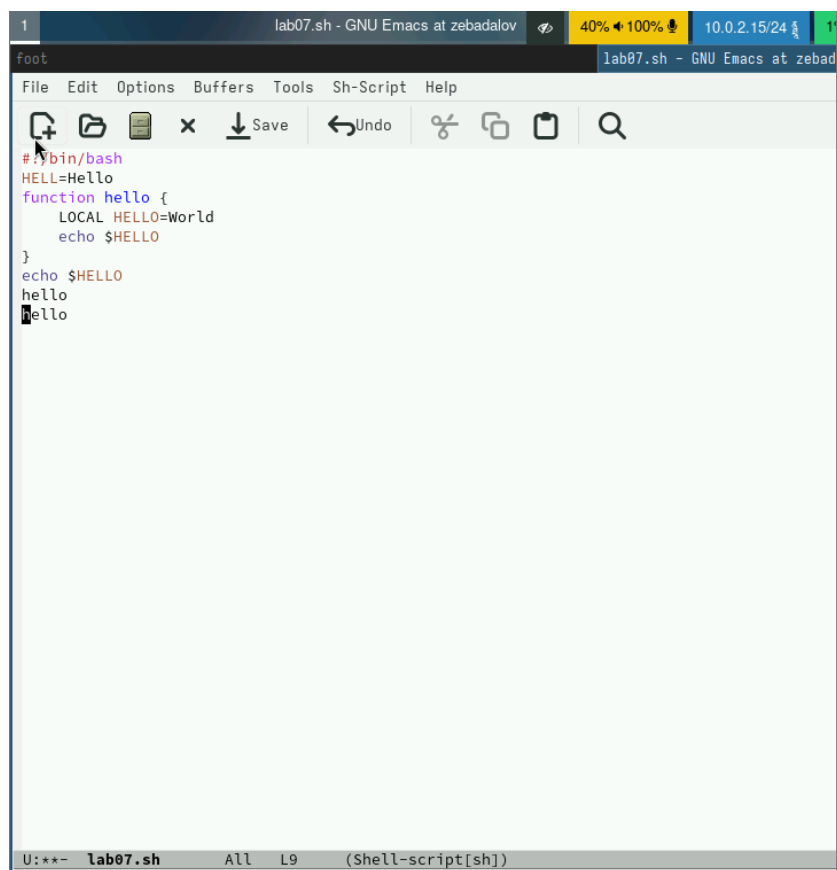 1 lab07.sh - GNU Emacs at zebadalov 40% 100% 10.0.2.15/24
foot lab07.sh - GNU Emacs at zebad
File Edit Options Buffers Tools Sh-Script Help
Save Undo
#!/bin/bash
HELL=Hello
function hello {
LOCAL HELLO=World
echo $HELLO
}
echo $HELLO
hello
hello
U:**- lab07.sh All L9 (Shell-script[sh])